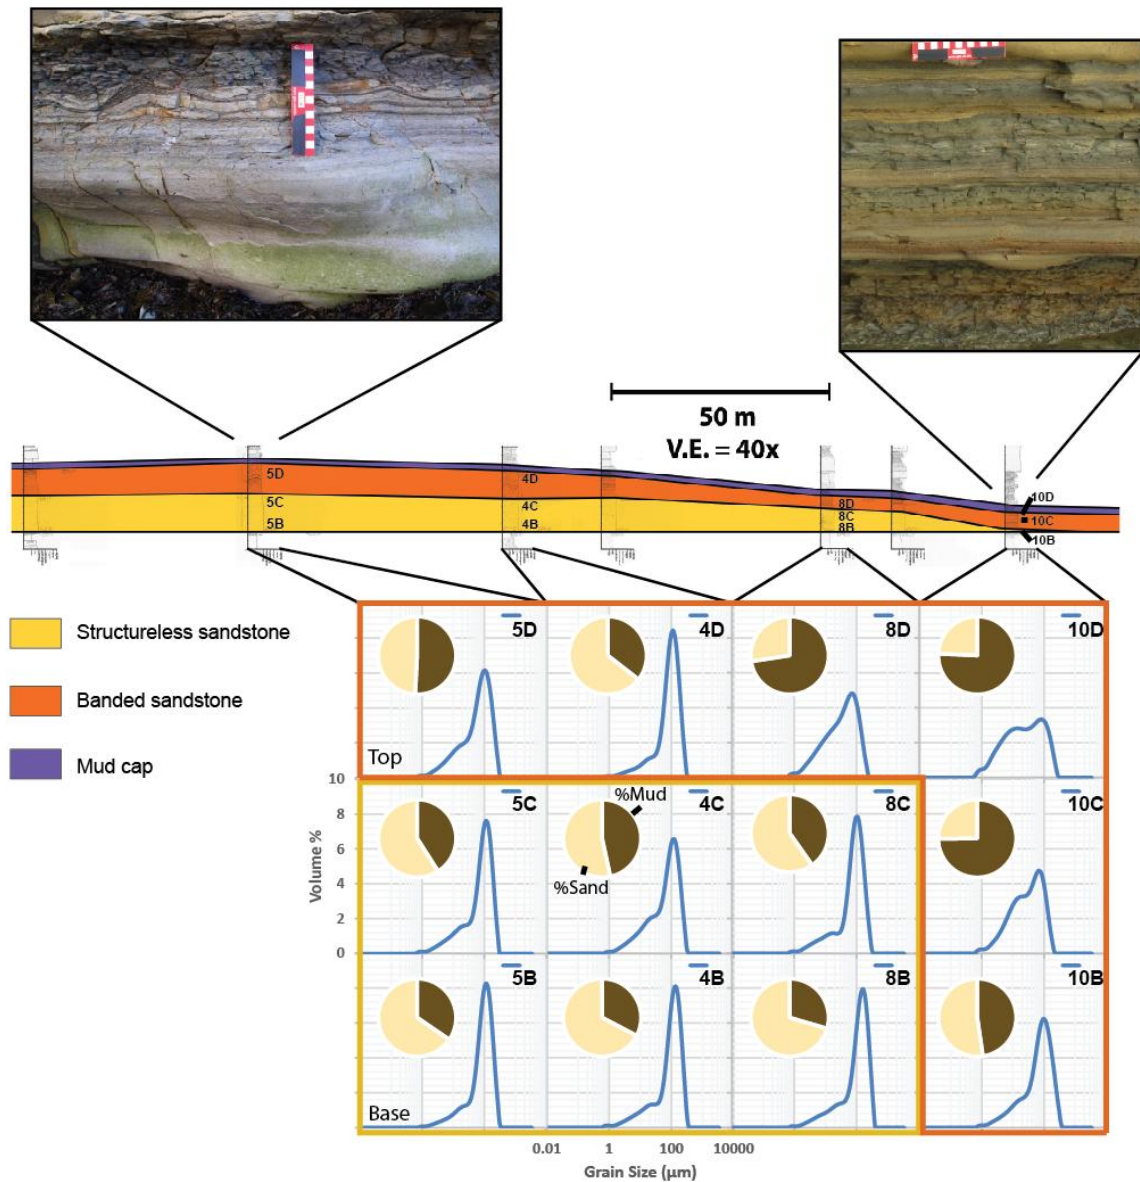 50 m
V.E. = 40x
5D
5C
5B
4D
4C
4B
8D
8C
8B
10D
10C
10B
Structureless sandstone
Banded sandstone
Mud cap
5D
4D
8D
10D
Top
5C
4C
8C
10C
%Mud
%Sand
5B
4B
8B
10B
Base
10
8
6
4
2
0
Volume %
0.01
1
100
10000
Grain Size (µm)